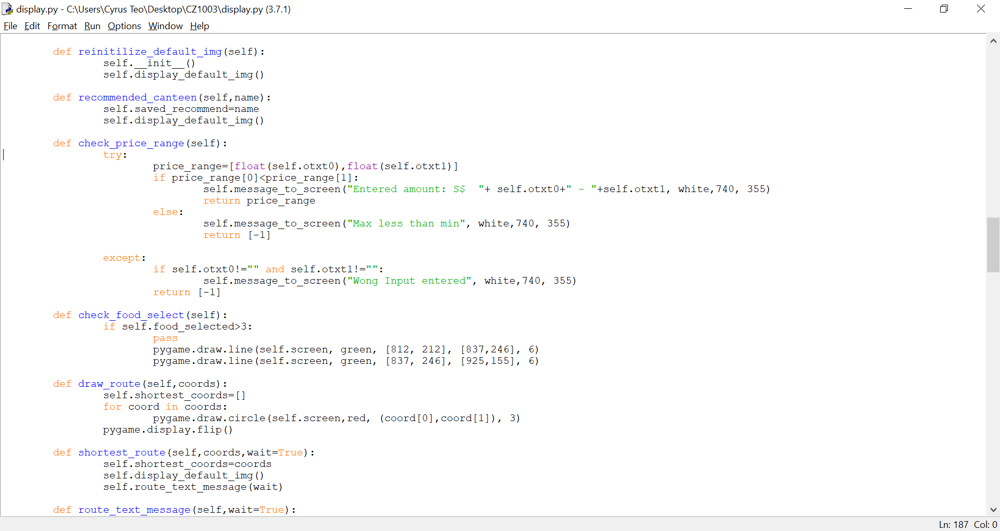 display.py - C:\Users\Cyrus Teo\Desktop\CZ1003\display.py (3.7.1)
File Edit Format Run Options Window Help
def reinitilize_default_img(self):
self.__init__()
self.display_default_img()
def recommended_canteen(self,name):
self.saved_recommend=name
self.display_default_img()
def check_price_range(self):
try:
price_range=[float(self.otxt0),float(self.otxt1)]
if price_range[0]<price_range[1]:
self.message_to_screen("Entered amount: S$  "+ self.otxt0+" - "+self.otxt1, white,740, 355)
return price_range
else:
self.message_to_screen("Max less than min", white,740, 355)
return [-1]
except:
if self.otxt0!="" and self.otxt1!="":
self.message_to_screen("Wong Input entered", white,740, 355)
return [-1]
def check_food_select(self):
if self.food_selected>3:
pass
pygame.draw.line(self.screen, green, [812, 212], [837,246], 6)
pygame.draw.line(self.screen, green, [837, 246], [925,155], 6)
def draw_route(self,coords):
self.shortest_coords=[]
for coord in coords:
pygame.draw.circle(self.screen,red, (coord[0],coord[1]), 3)
pygame.display.flip()
def shortest_route(self,coords,wait=True):
self.shortest_coords=coords
self.display_default_img()
self.route_text_message(wait)
def route_text_message(self,wait=True):
Ln: 187 Col: 0